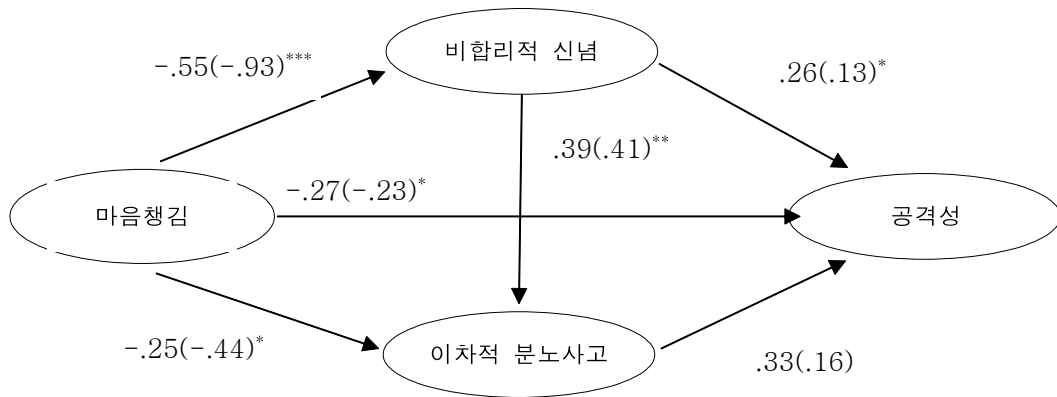 비합리적 신념
-.55(-.93)***
.26(.13)*
.39(.41)**
-.27(-.23)*
마음챙김
공격성
-.25(-.44)*
이차적 분노사고
.33(.16)